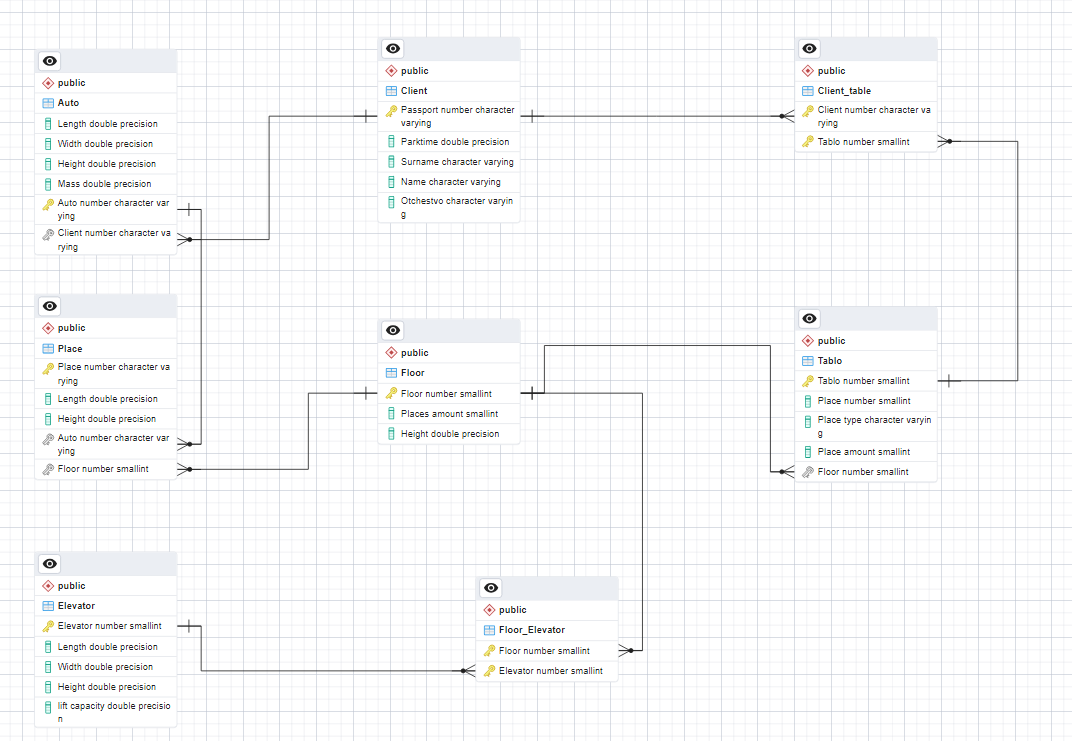 public
Auto
Length double precision
Width double precision
Height double precision
Mass double precision
Auto number character var
ying
Client number character va
rying
public
Client
Passport number character
varying
Parktime double precision
Surname character varying
Name character varying
Otchestvo character varyin
g
public
Client_table
Client number character va
rying
Tablo number smallint
public
Place
Place number character va
rying
Length double precision
Height double precision
Auto number character var
ying
Floor number smallint
public
Floor
Floor number smallint
Places amount smallint
Height double precision
public
Tablo
Tablo number smallint
Place number smallint
Place type character varyin
g
Place amount smallint
Floor number smallint
public
Elevator
Elevator number smallint
Length double precision
Width double precision
Height double precision
lift capacity double precisio
n
public
Floor_Elevator
Floor number smallint
Elevator number smallint